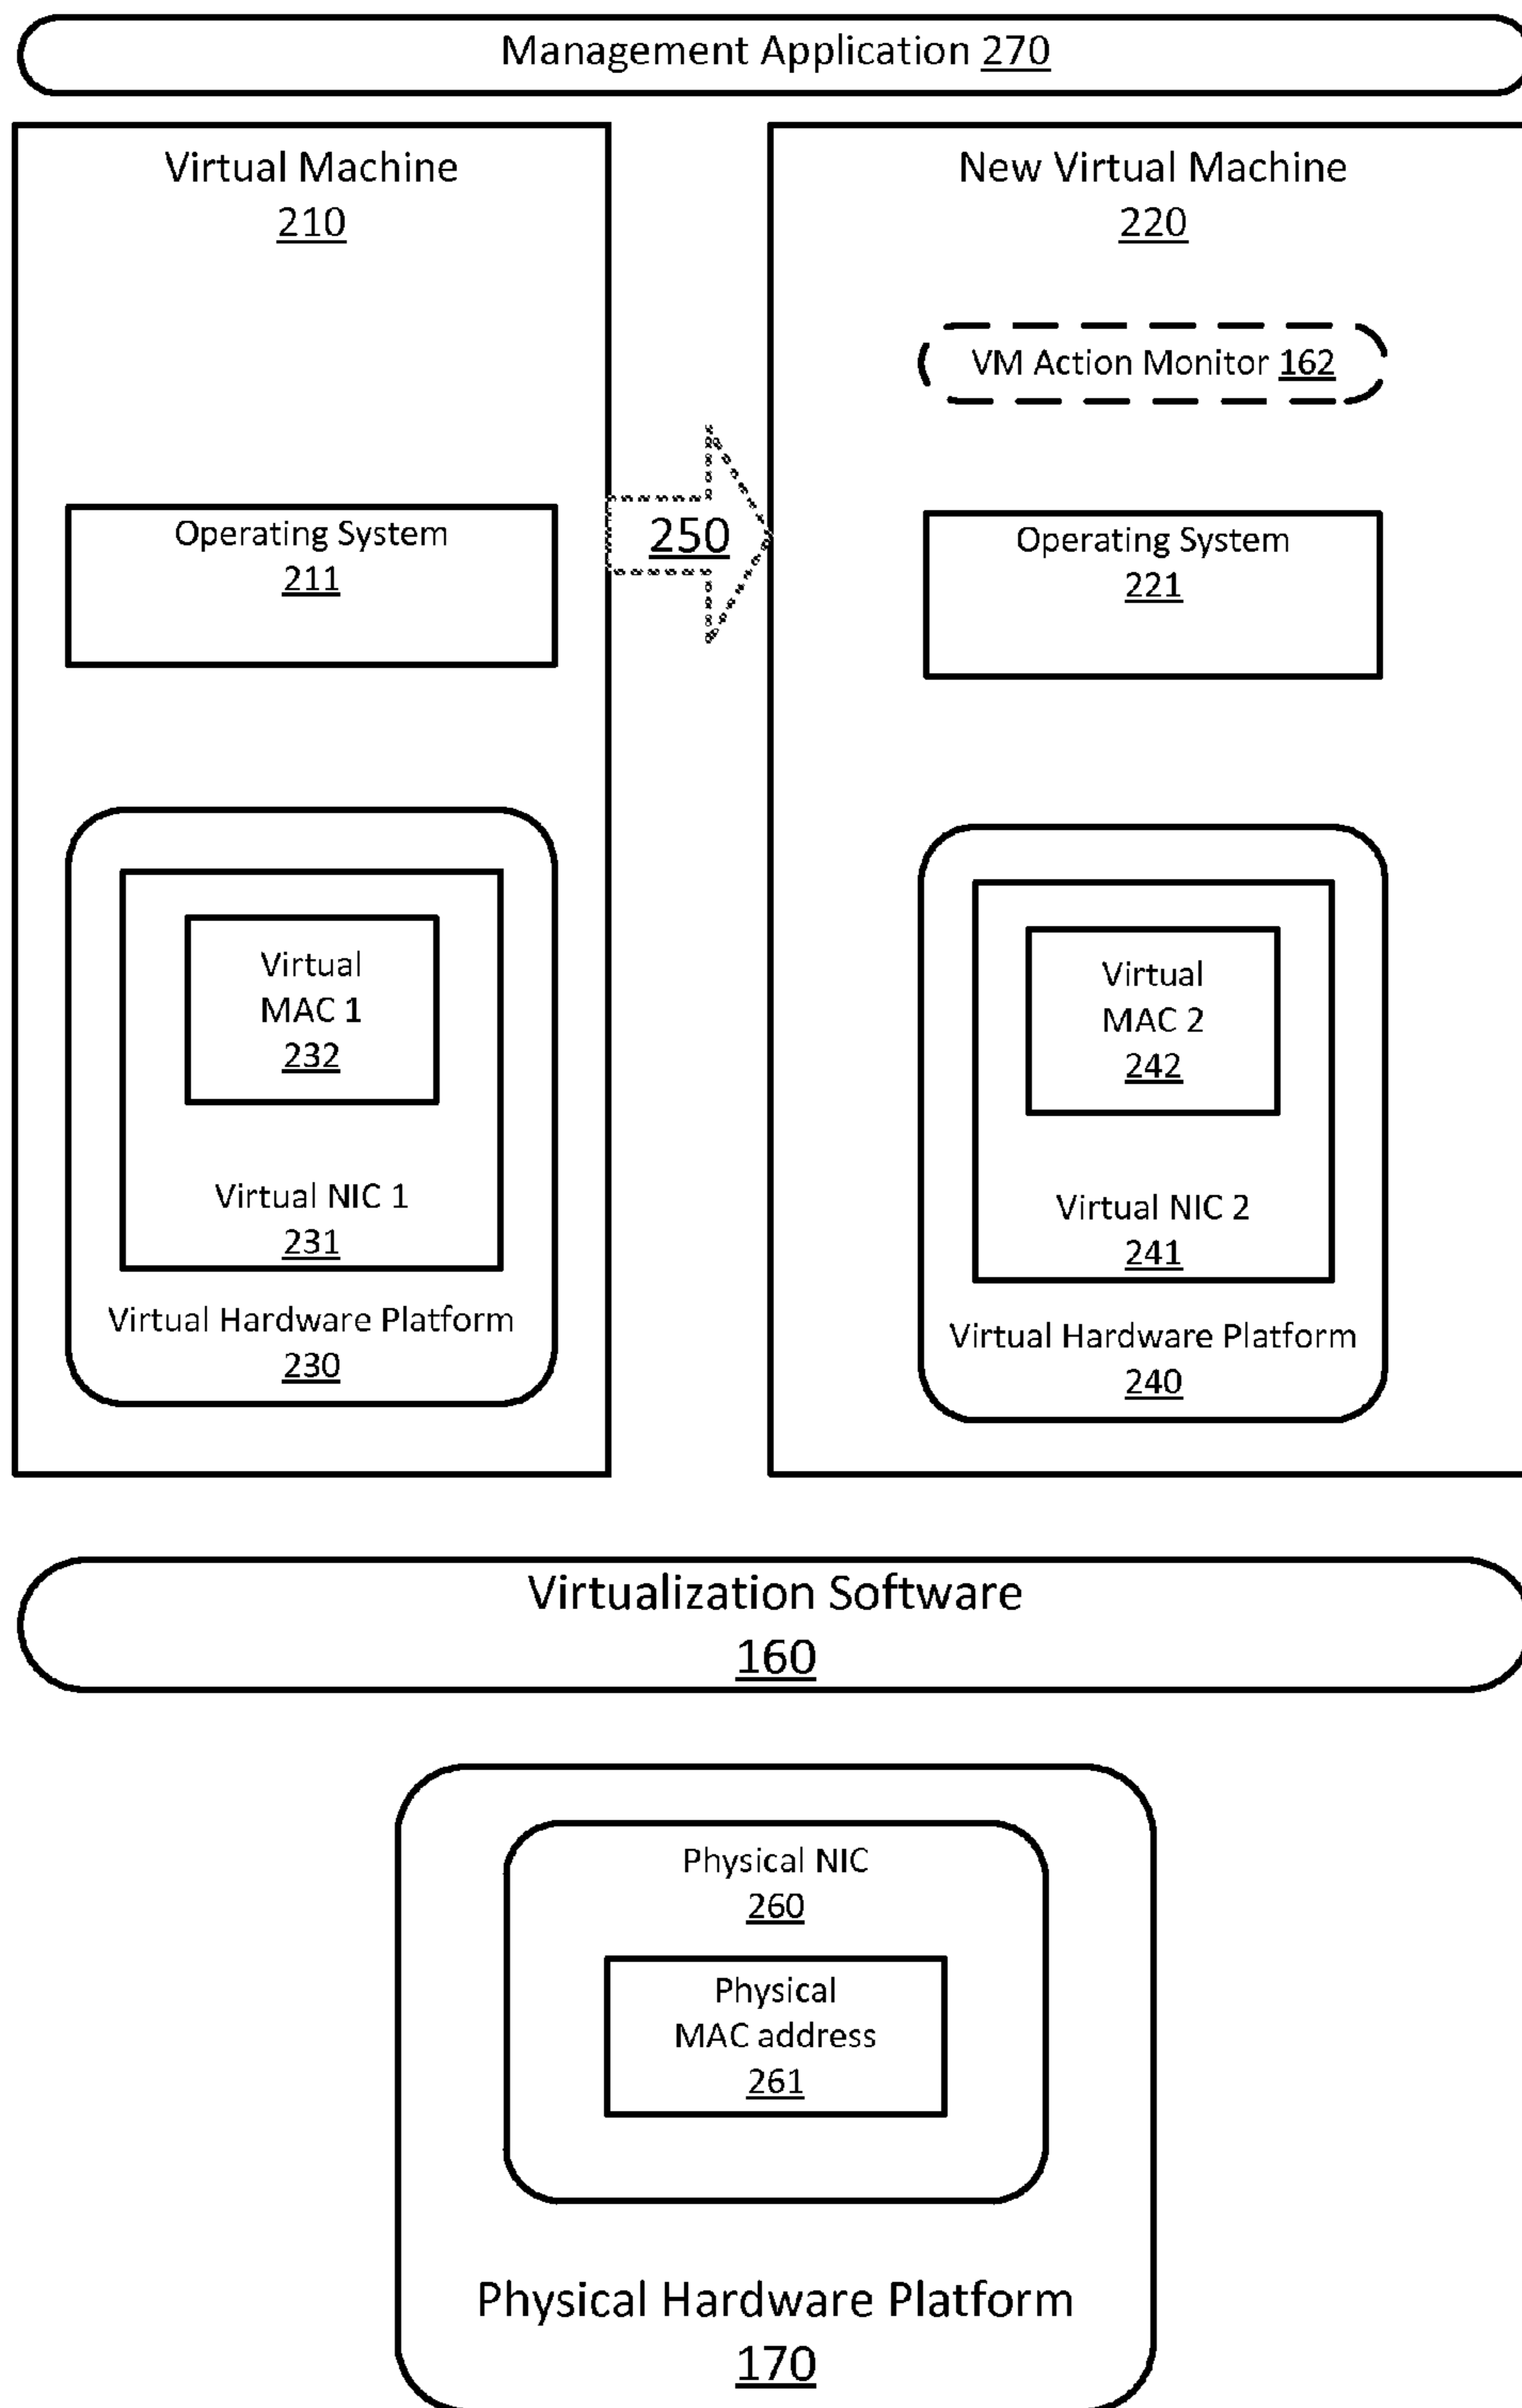 Management Application 270
Virtual Machine
210
New Virtual Machine
220
VM Action Monitor 162
Operating System
211
250
Operating System
221
Virtual
MAC 1
232
Virtual NIC 1
231
Virtual Hardware Platform
230
Virtual
MAC 2
242
Virtual NIC 2
241
Virtual Hardware Platform
240
Virtualization Software
160
Physical NIC
260
Physical
MAC address
261
Physical Hardware Platform
170